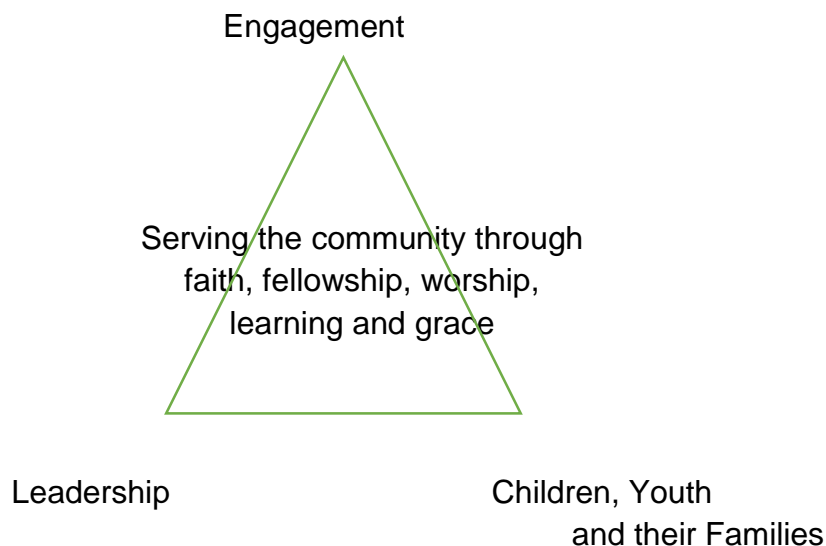 Engagement
Serving the community through
faith, fellowship, worship,
learning and grace
Leadership
Children, Youth
and their Families